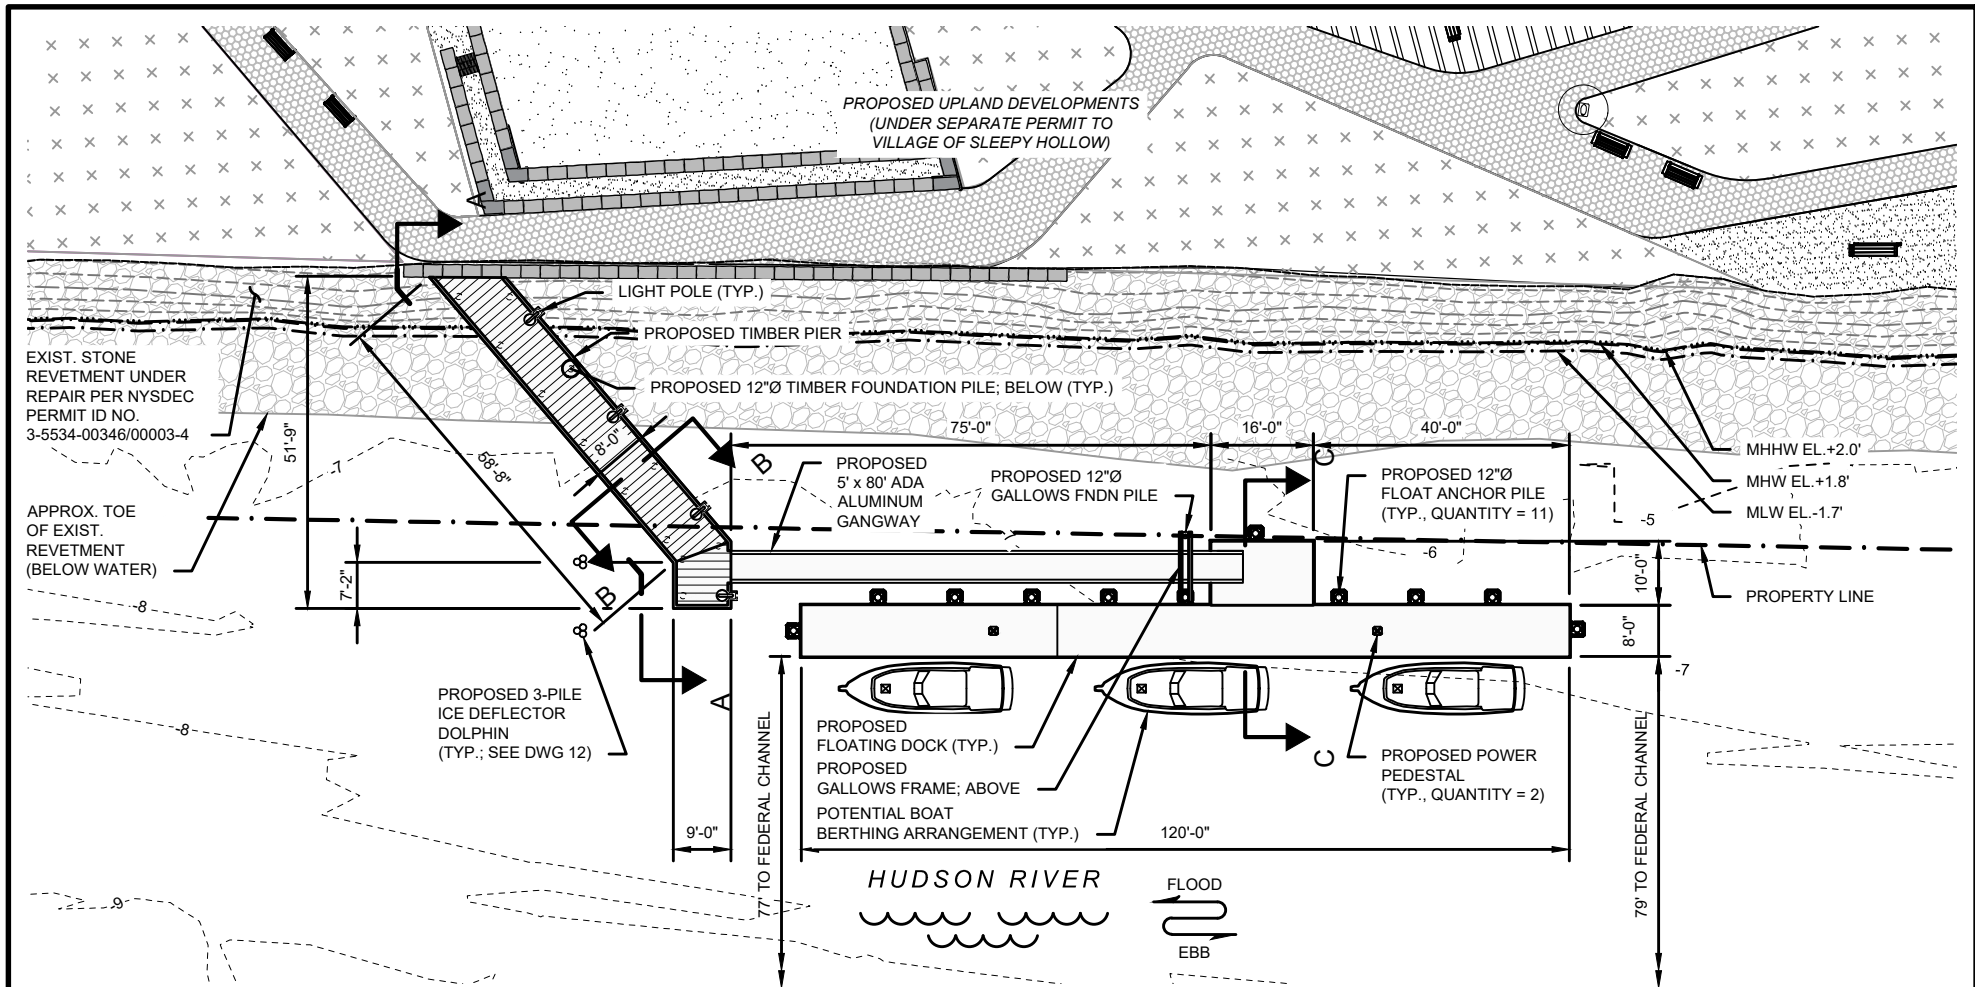 PROPOSED UPLAND DEVELOPMENTS
(UNDER SEPARATE PERMIT TO
VILLAGE OF SLEEPY HOLLOW)
A
LIGHT POLE (TYP.)
PROPOSED TIMBER PIER
PROPOSED 12"Ø TIMBER FOUNDATION PILE; BELOW (TYP.)
EXIST. STONE
REVETMENT UNDER
REPAIR PER NYSDEC
PERMIT ID NO.
3-5534-00346/00003-4
51'-9"
58'-8"
8'-0"
-7
75'-0"
16'-0"
40'-0"
B
C
PROPOSED
5' x 80' ADA
ALUMINUM
GANGWAY
PROPOSED 12"Ø
GALLOWS FNDN PILE
PROPOSED 12"Ø
FLOAT ANCHOR PILE
(TYP., QUANTITY = 11)
MHHW EL.+2.0'
MHW EL.+1.8'
MLW EL.-1.7'
-5
-6
APPROX. TOE
OF EXIST.
REVETMENT
(BELOW WATER)
7'-2"
B
10'-0"
PROPERTY LINE
8'-0"
-8
-7
PROPOSED 3-PILE
ICE DEFLECTOR
DOLPHIN
(TYP.; SEE DWG 12)
A
-8
PROPOSED
FLOATING DOCK (TYP.)
PROPOSED
GALLOWS FRAME; ABOVE
POTENTIAL BOAT
BERTHING ARRANGEMENT (TYP.)
C
PROPOSED POWER
PEDESTAL
(TYP., QUANTITY = 2)
9'-0"
120'-0"
77' TO FEDERAL CHANNEL
79' TO FEDERAL CHANNEL
-9
HUDSON RIVER
FLOOD
EBB